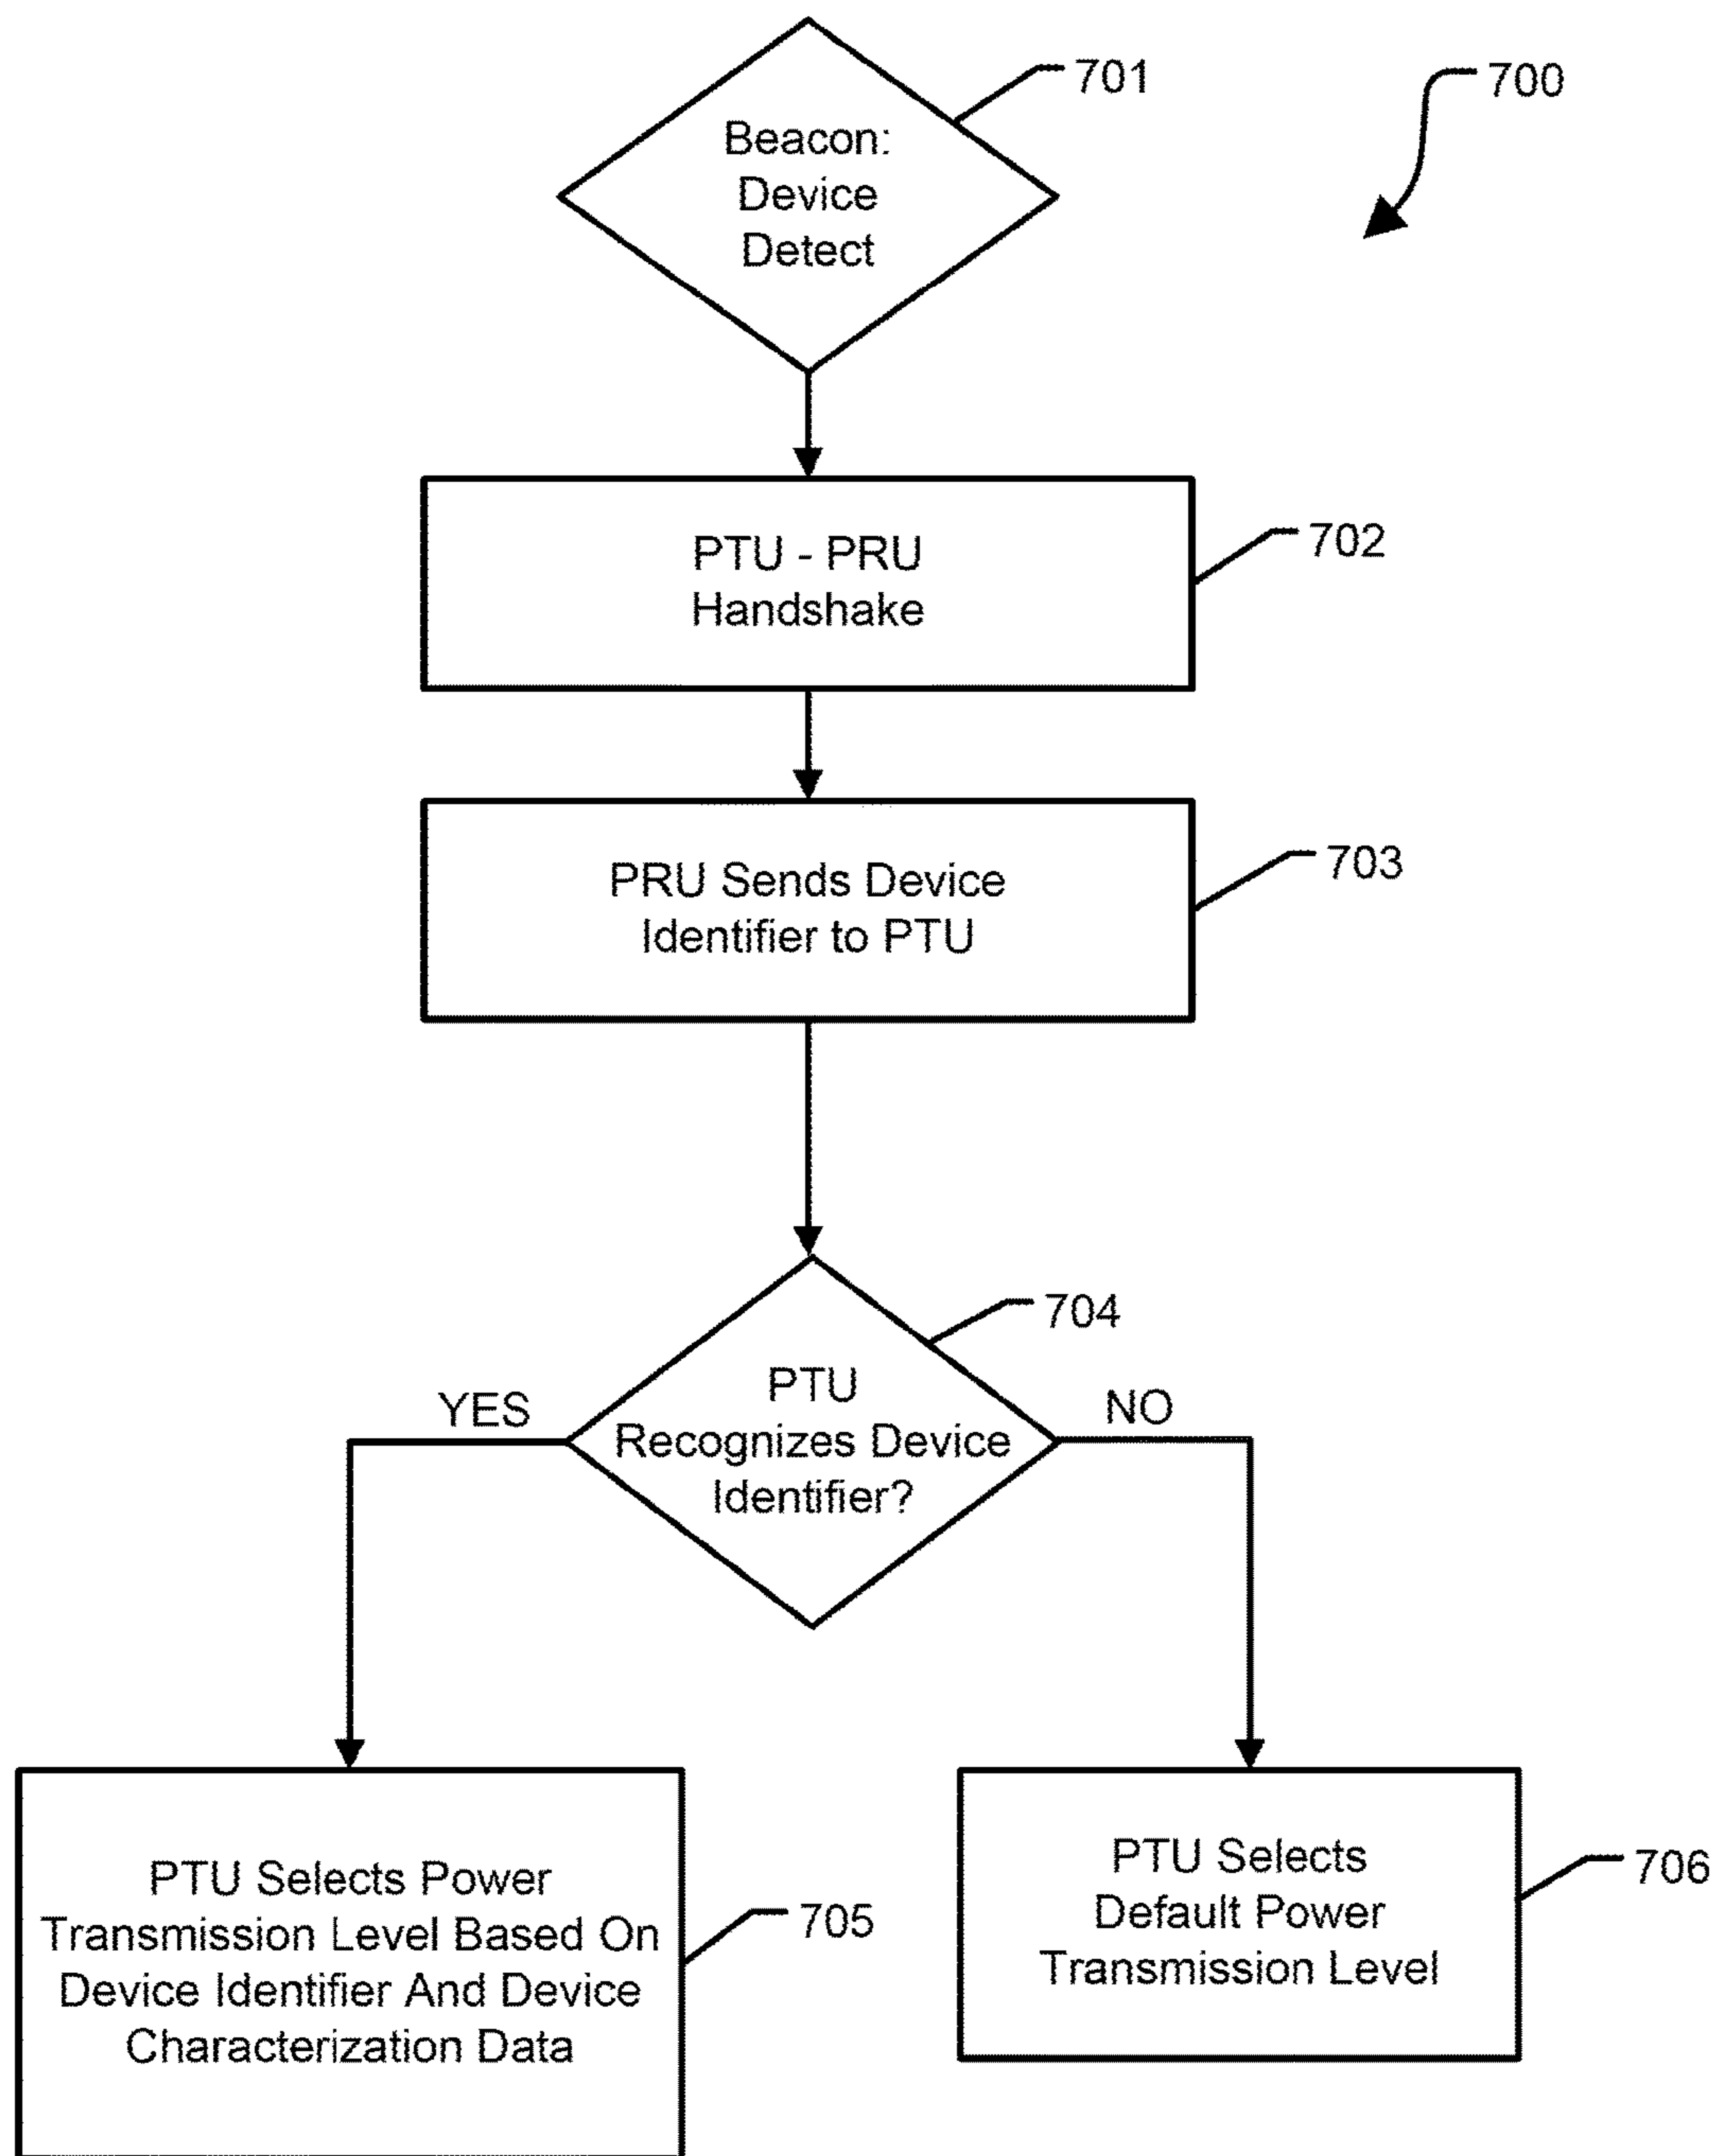 701
700
Beacon:
Device
Detect
PTU - PRU
Handshake
702
PRU Sends Device
Identifier to PTU
703
704
PTU
Recognizes Device
Identifier?
YES
NO
PTU Selects Power
Transmission Level Based On
Device Identifier And Device
Characterization Data
705
PTU Selects
Default Power
Transmission Level
706